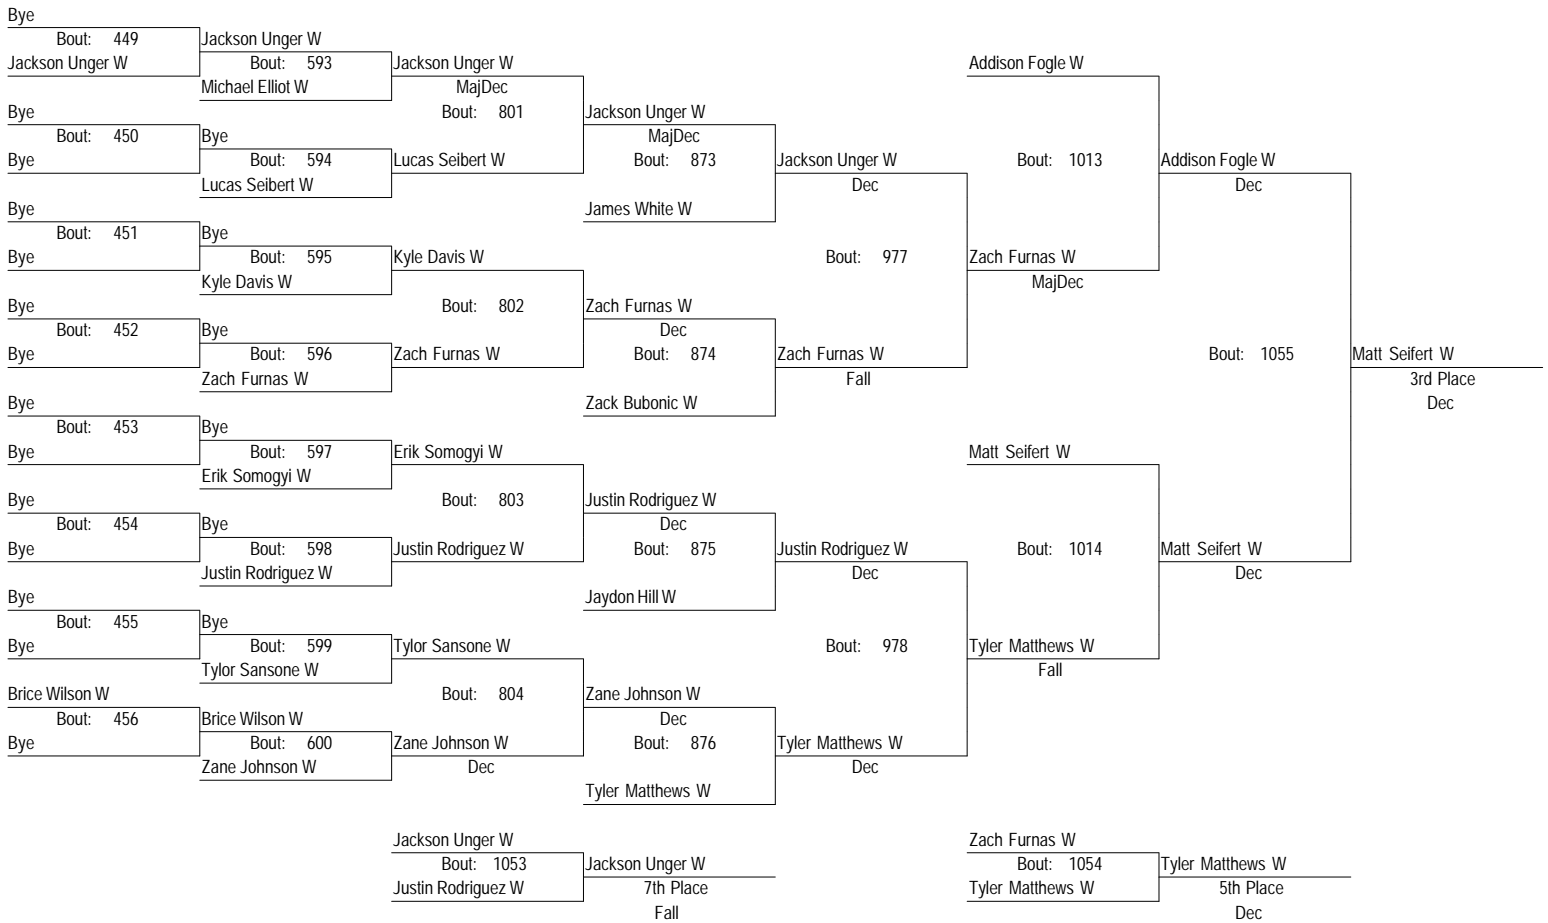 Bye
Bout: 449 Jackson Unger W
Jackson Unger W Bout: 593 Jackson Unger W Addison Fogle W
Michael Elliot W MajDec
Bye Bout: 801 Jackson Unger W
Bout: 450 Bye MajDec
Bye Bout: 594 Lucas Seibert W Bout: 873 Jackson Unger W Bout: 1013 Addison Fogle W
Lucas Seibert W Dec Dec
Bye James White W
Bout: 451 Bye
Bye Bout: 595 Kyle Davis W Bout: 977 Zach Furnas W
Kyle Davis W MajDec
Bye Bout: 802 Zach Furnas W
Bout: 452 Bye Dec
Bye Bout: 596 Zach Furnas W Bout: 874 Zach Furnas W Bout: 1055 Matt Seifert W
Zach Furnas W Fall 3rd Place
Bye Zack Bubonic W Dec
Bout: 453 Bye
Bye Bout: 597 Erik Somogyi W Matt Seifert W
Erik Somogyi W
Bye Bout: 803 Justin Rodriguez W
Bout: 454 Bye Dec
Bye Bout: 598 Justin Rodriguez W Bout: 875 Justin Rodriguez W Bout: 1014 Matt Seifert W
Justin Rodriguez W Dec Dec
Bye Jaydon Hill W
Bout: 455 Bye
Bye Bout: 599 Tylor Sansone W Bout: 978 Tyler Matthews W
Tylor Sansone W Fall
Brice Wilson W Bout: 804 Zane Johnson W
Bout: 456 Brice Wilson W Dec
Bye Bout: 600 Zane Johnson W Bout: 876 Tyler Matthews W
Zane Johnson W Dec Dec
Tyler Matthews W
Jackson Unger W Zach Furnas W
Bout: 1053 Jackson Unger W Bout: 1054 Tyler Matthews W
Justin Rodriguez W 7th Place Tyler Matthews W 5th Place
Fall Dec